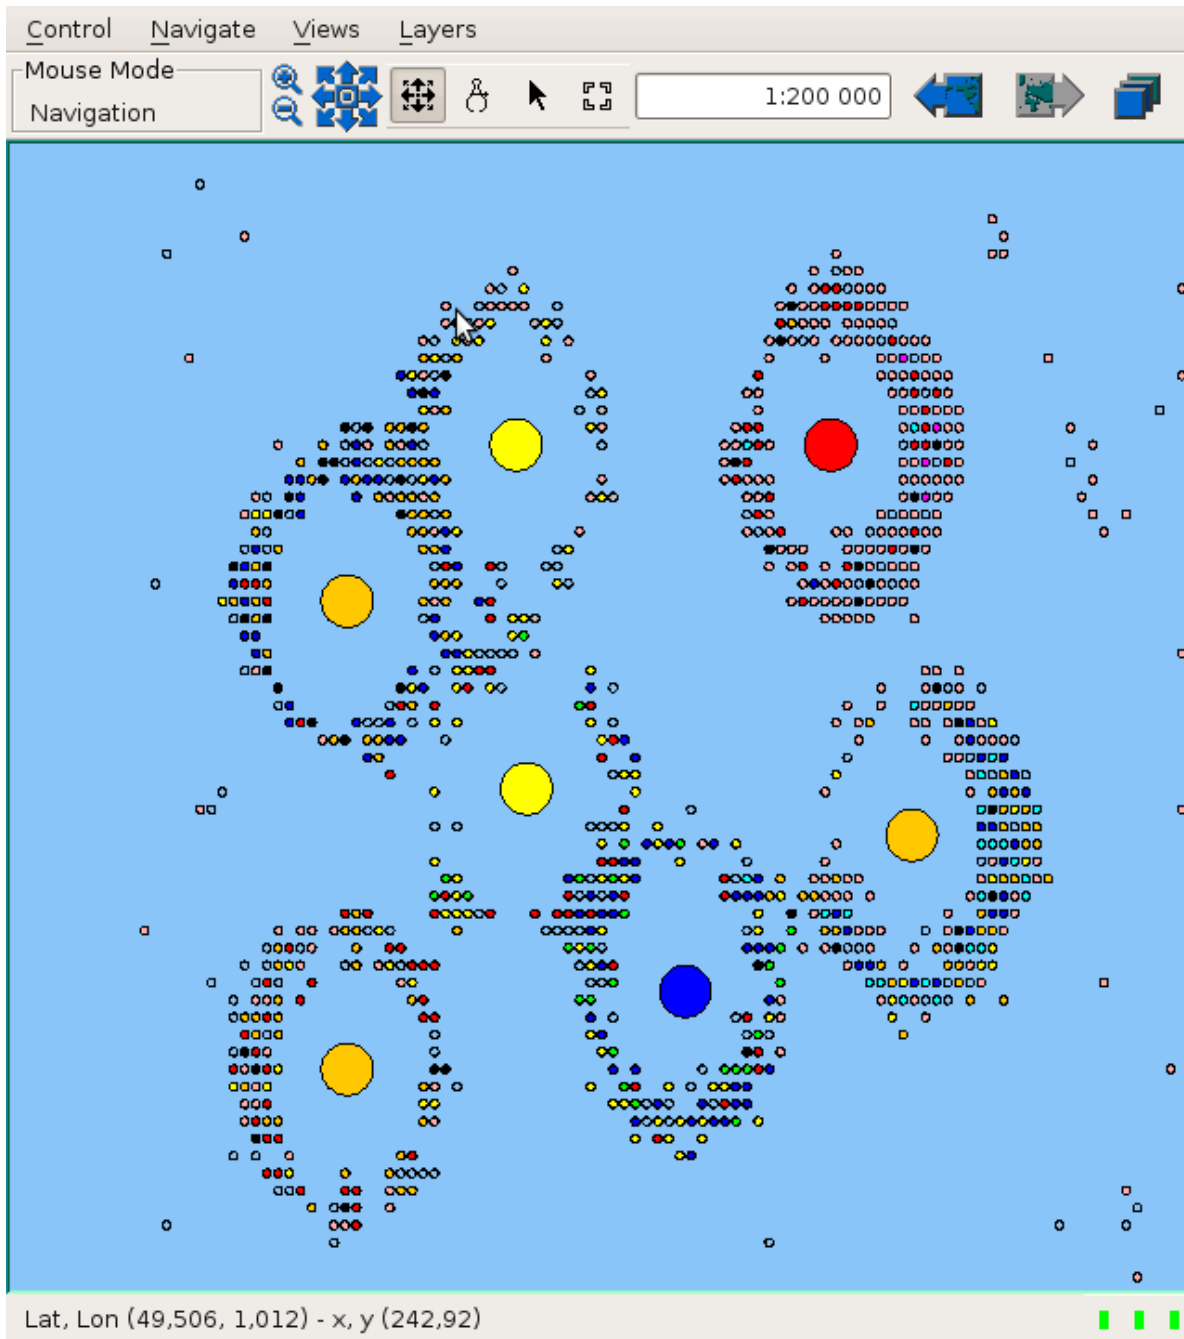 Control Navigate Views Layers
Mouse Mode
Navigation
1:200 000
Lat, Lon (49,506, 1,012) - x, y (242,92)